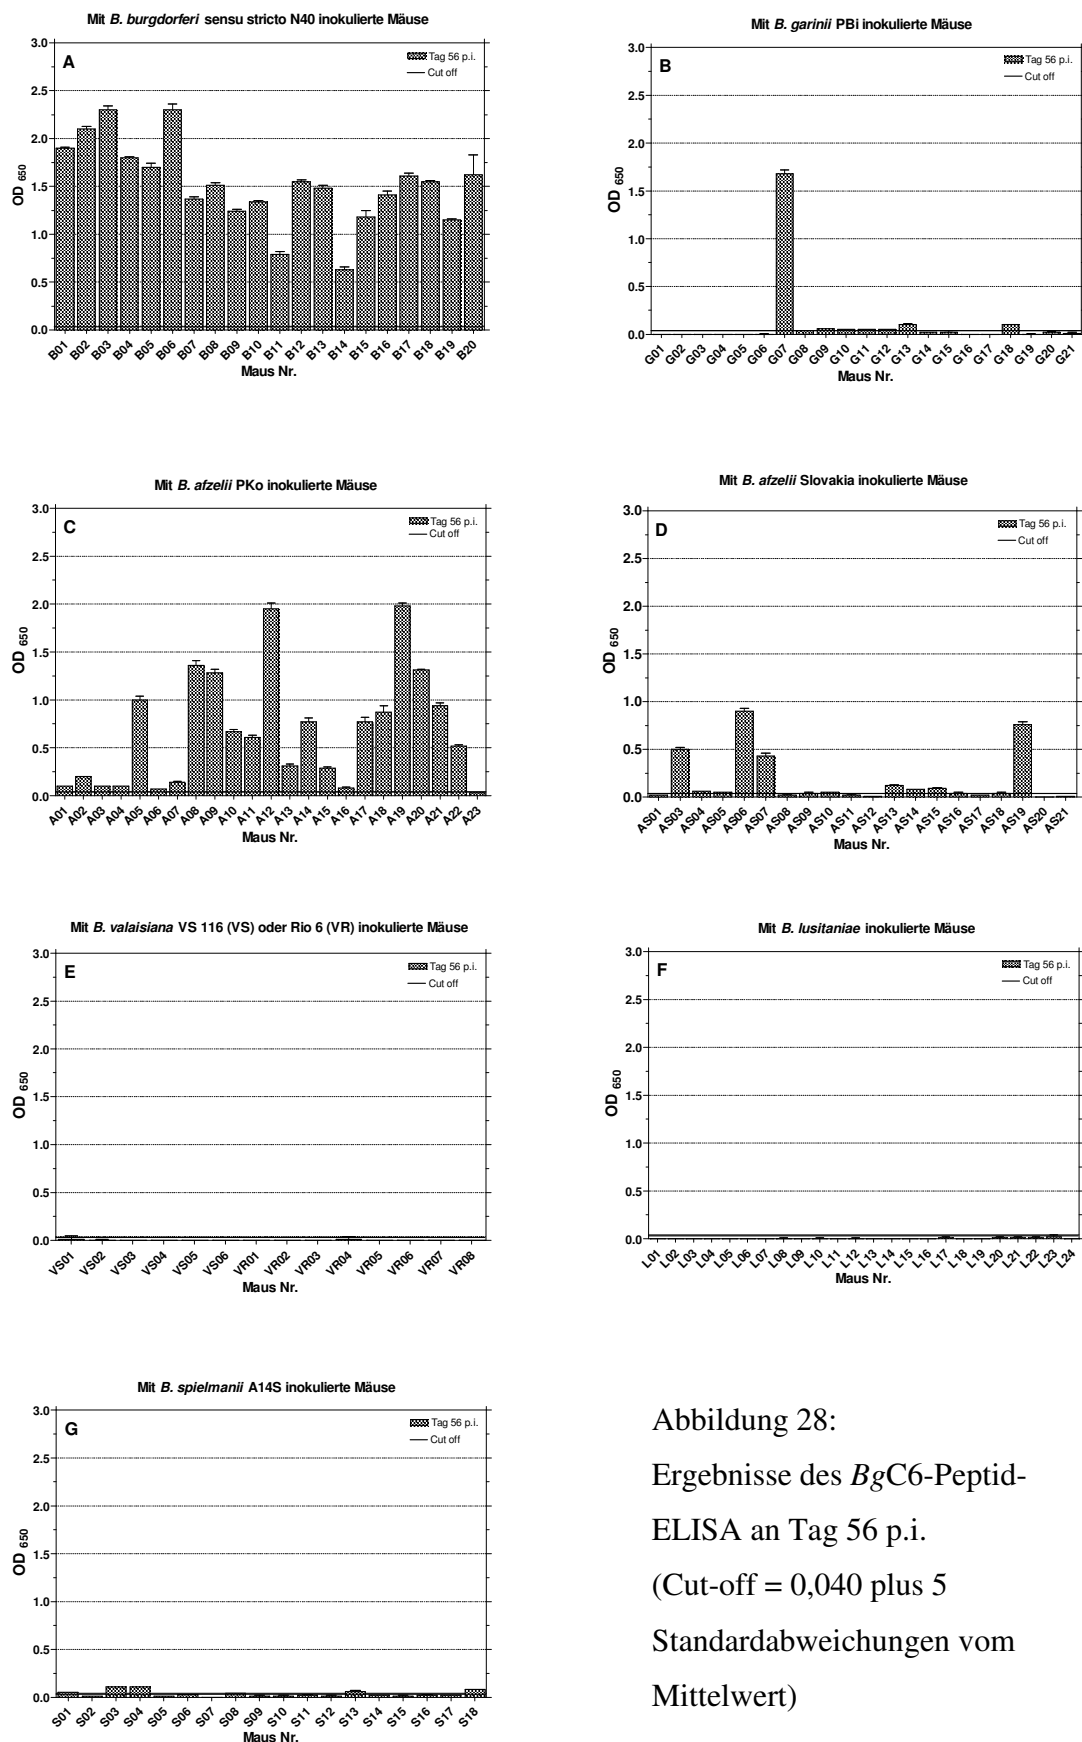 Mit B. burgdorferi sensu stricto N40 inokulierte Mäuse
A
Tag 56 p.i.
Cut off
3.0
2.5
2.0
1.5
1.0
0.5
0.0
OD 650
B01 B02 B03 B04 B05 B06 B07 B08 B09 B10 B11 B12 B13 B14 B15 B16 B17 B18 B19 B20
Maus Nr.
Mit B. garinii PBi inokulierte Mäuse
B
Tag 56 p.i.
Cut off
3.0
2.5
2.0
1.5
1.0
0.5
0.0
OD 650
G01 G02 G03 G04 G05 G06 G07 G08 G09 G10 G11 G12 G13 G14 G15 G16 G17 G18 G19 G20 G21
Maus Nr.
Mit B. afzelii PKo inokulierte Mäuse
C
Tag 56 p.i.
Cut off
3.0
2.5
2.0
1.5
1.0
0.5
0.0
OD 650
A01 A02 A03 A04 A05 A06 A07 A08 A09 A10 A11 A12 A13 A14 A15 A16 A17 A18 A19 A20 A21 A22 A23
Maus Nr.
Mit B. afzelii Slovakia inokulierte Mäuse
D
Tag 56 p.i.
Cut off
3.0
2.5
2.0
1.5
1.0
0.5
0.0
OD 650
AS01 AS03 AS04 AS05 AS06 AS07 AS08 AS09 AS10 AS11 AS12 AS13 AS14 AS15 AS16 AS17 AS18 AS19 AS20 AS21
Maus Nr.
Mit B. valaisiana VS 116 (VS) oder Rio 6 (VR) inokulierte Mäuse
E
Tag 56 p.i.
Cut off
3.0
2.5
2.0
1.5
1.0
0.5
0.0
OD 650
VS01 VS02 VS03 VS04 VS05 VS06 VR01 VR02 VR03 VR04 VR05 VR06 VR07 VR08
Maus Nr.
Mit B. lusitaniae inokulierte Mäuse
F
Tag 56 p.i.
Cut off
3.0
2.5
2.0
1.5
1.0
0.5
0.0
OD 650
L01 L02 L03 L04 L05 L06 L07 L08 L09 L10 L11 L12 L13 L14 L15 L16 L17 L18 L19 L20 L21 L22 L23 L24
Maus Nr.
Mit B. spielmanii A14S inokulierte Mäuse
G
Tag 56 p.i.
Cut off
3.0
2.5
2.0
1.5
1.0
0.5
0.0
OD 650
S01 S02 S03 S04 S05 S06 S07 S08 S09 S10 S11 S12 S13 S14 S15 S16 S17 S18
Maus Nr.
Abbildung 28:
Ergebnisse des BgC6-Peptid-
ELISA an Tag 56 p.i.
(Cut-off = 0,040 plus 5
Standardabweichungen vom
Mittelwert)